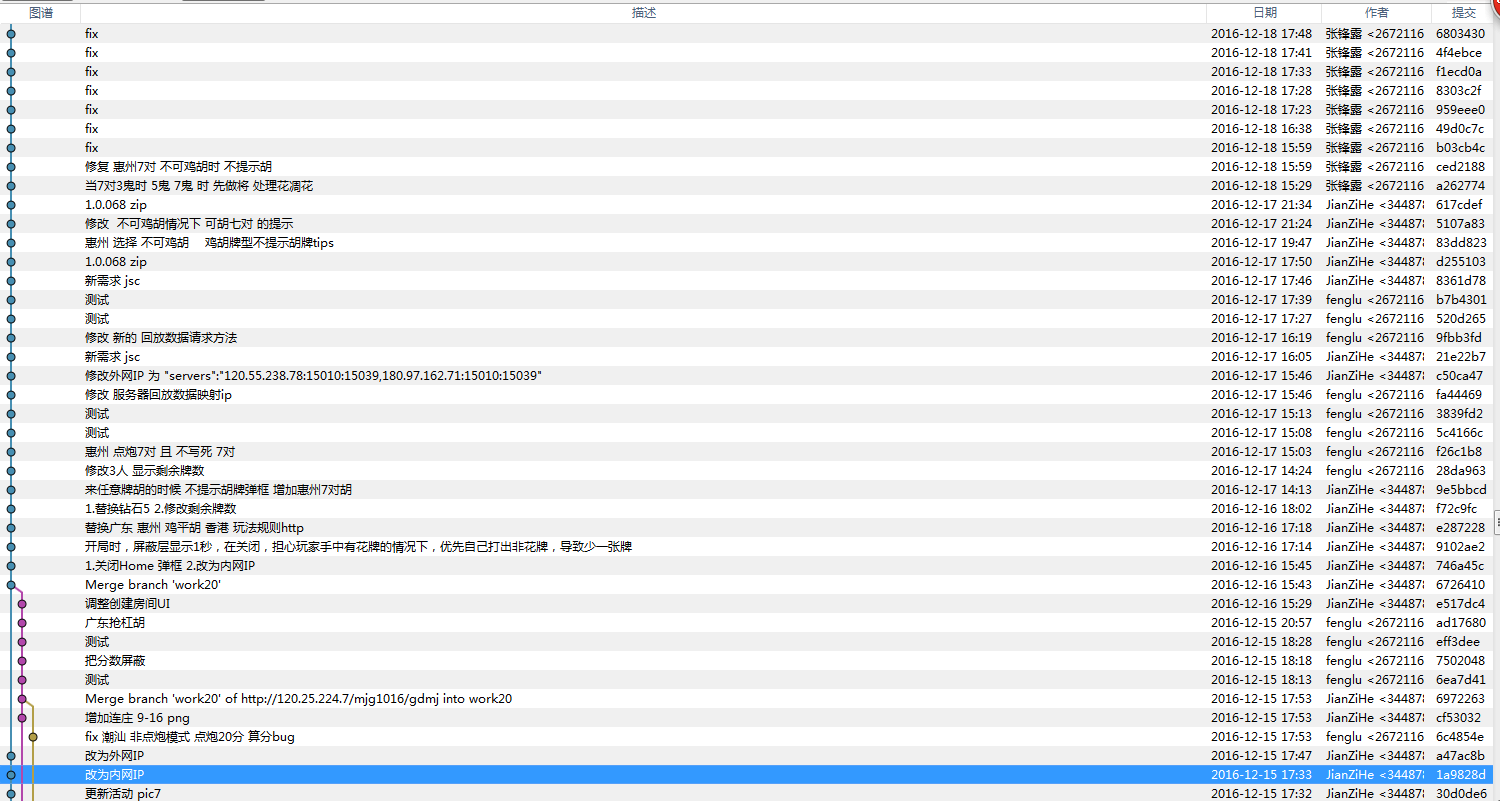 图谱 描述 日期 作者 提交
fix 2016-12-18 17:48 张锋露 <2672116 6803430
fix 2016-12-18 17:41 张锋露 <2672116 4f4ebce
fix 2016-12-18 17:33 张锋露 <2672116 f1ecd0a
fix 2016-12-18 17:28 张锋露 <2672116 8303c2f
fix 2016-12-18 17:23 张锋露 <2672116 959eee0
fix 2016-12-18 16:38 张锋露 <2672116 49d0c7c
fix 2016-12-18 15:59 张锋露 <2672116 b03cb4c
修复 惠州7对 不可鸡胡时 不提示胡 2016-12-18 15:59 张锋露 <2672116 ced2188
当7对3鬼时 5鬼 7鬼 时 先做将 处理花凋花 2016-12-18 15:29 张锋露 <2672116 a262774
1.0.068 zip 2016-12-17 21:34 JianZiHe <344878 617cdef
修改 不可鸡胡情况下 可胡七对 的提示 2016-12-17 21:24 JianZiHe <344878 5107a83
惠州 选择 不可鸡胡 鸡胡牌型不提示胡牌tips 2016-12-17 19:47 JianZiHe <344878 83dd823
1.0.068 zip 2016-12-17 17:50 JianZiHe <344878 d255103
新需求 jsc 2016-12-17 17:46 JianZiHe <344878 8361d78
测试 2016-12-17 17:39 fenglu <2672116 b7b4301
测试 2016-12-17 17:27 fenglu <2672116 520d265
修改 新的 回放数据请求方法 2016-12-17 16:19 fenglu <2672116 9fbb3fd
新需求 jsc 2016-12-17 16:05 JianZiHe <344878 21e22b7
修改外网IP 为 "servers":"120.55.238.78:15010:15039,180.97.162.71:15010:15039" 2016-12-17 15:46 JianZiHe <344878 c50ca47
修改 服务器回放数据映射ip 2016-12-17 15:46 fenglu <2672116 fa44469
测试 2016-12-17 15:13 fenglu <2672116 3839fd2
测试 2016-12-17 15:08 fenglu <2672116 5c4166c
惠州 点炮7对 且 不写死 7对 2016-12-17 15:03 fenglu <2672116 f26c1b8
修改3人 显示剩余牌数 2016-12-17 14:24 fenglu <2672116 28da963
来任意牌胡的时候 不提示胡牌弹框 增加惠州7对胡 2016-12-17 14:13 JianZiHe <344878 9e5bbcd
1.替换钻石5 2.修改剩余牌数 2016-12-16 18:02 JianZiHe <344878 f72c9fc
替换广东 惠州 鸡平胡 香港 玩法规则http 2016-12-16 17:18 JianZiHe <344878 e287228
开局时，屏蔽层显示1秒，在关闭，担心玩家手中有花牌的情况下，优先自己打出非花牌，导致少一张牌 2016-12-16 17:14 JianZiHe <344878 9102ae2
1.关闭Home 弹框 2.改为内网IP 2016-12-16 15:45 JianZiHe <344878 746a45c
Merge branch 'work20' 2016-12-16 15:43 JianZiHe <344878 6726410
调整创建房间UI 2016-12-16 15:29 JianZiHe <344878 e517dc4
广东抢杠胡 2016-12-15 20:57 fenglu <2672116 ad17680
测试 2016-12-15 18:28 fenglu <2672116 eff3dee
把分数屏蔽 2016-12-15 18:18 fenglu <2672116 7502048
测试 2016-12-15 18:13 fenglu <2672116 6ea7d41
Merge branch 'work20' of http://120.25.224.7/mjg1016/gdmj into work20 2016-12-15 17:53 JianZiHe <344878 6972263
增加连庄 9-16 png 2016-12-15 17:53 JianZiHe <344878 cf53032
fix 潮汕 非点炮模式 点炮20分 算分bug 2016-12-15 17:53 fenglu <2672116 6c4854e
改为外网IP 2016-12-15 17:47 JianZiHe <344878 a47ac8b
改为内网IP 2016-12-15 17:33 JianZiHe <344878 1a9828d
更新活动 pic7 2016-12-15 17:32 JianZiHe <344878 30d0de6